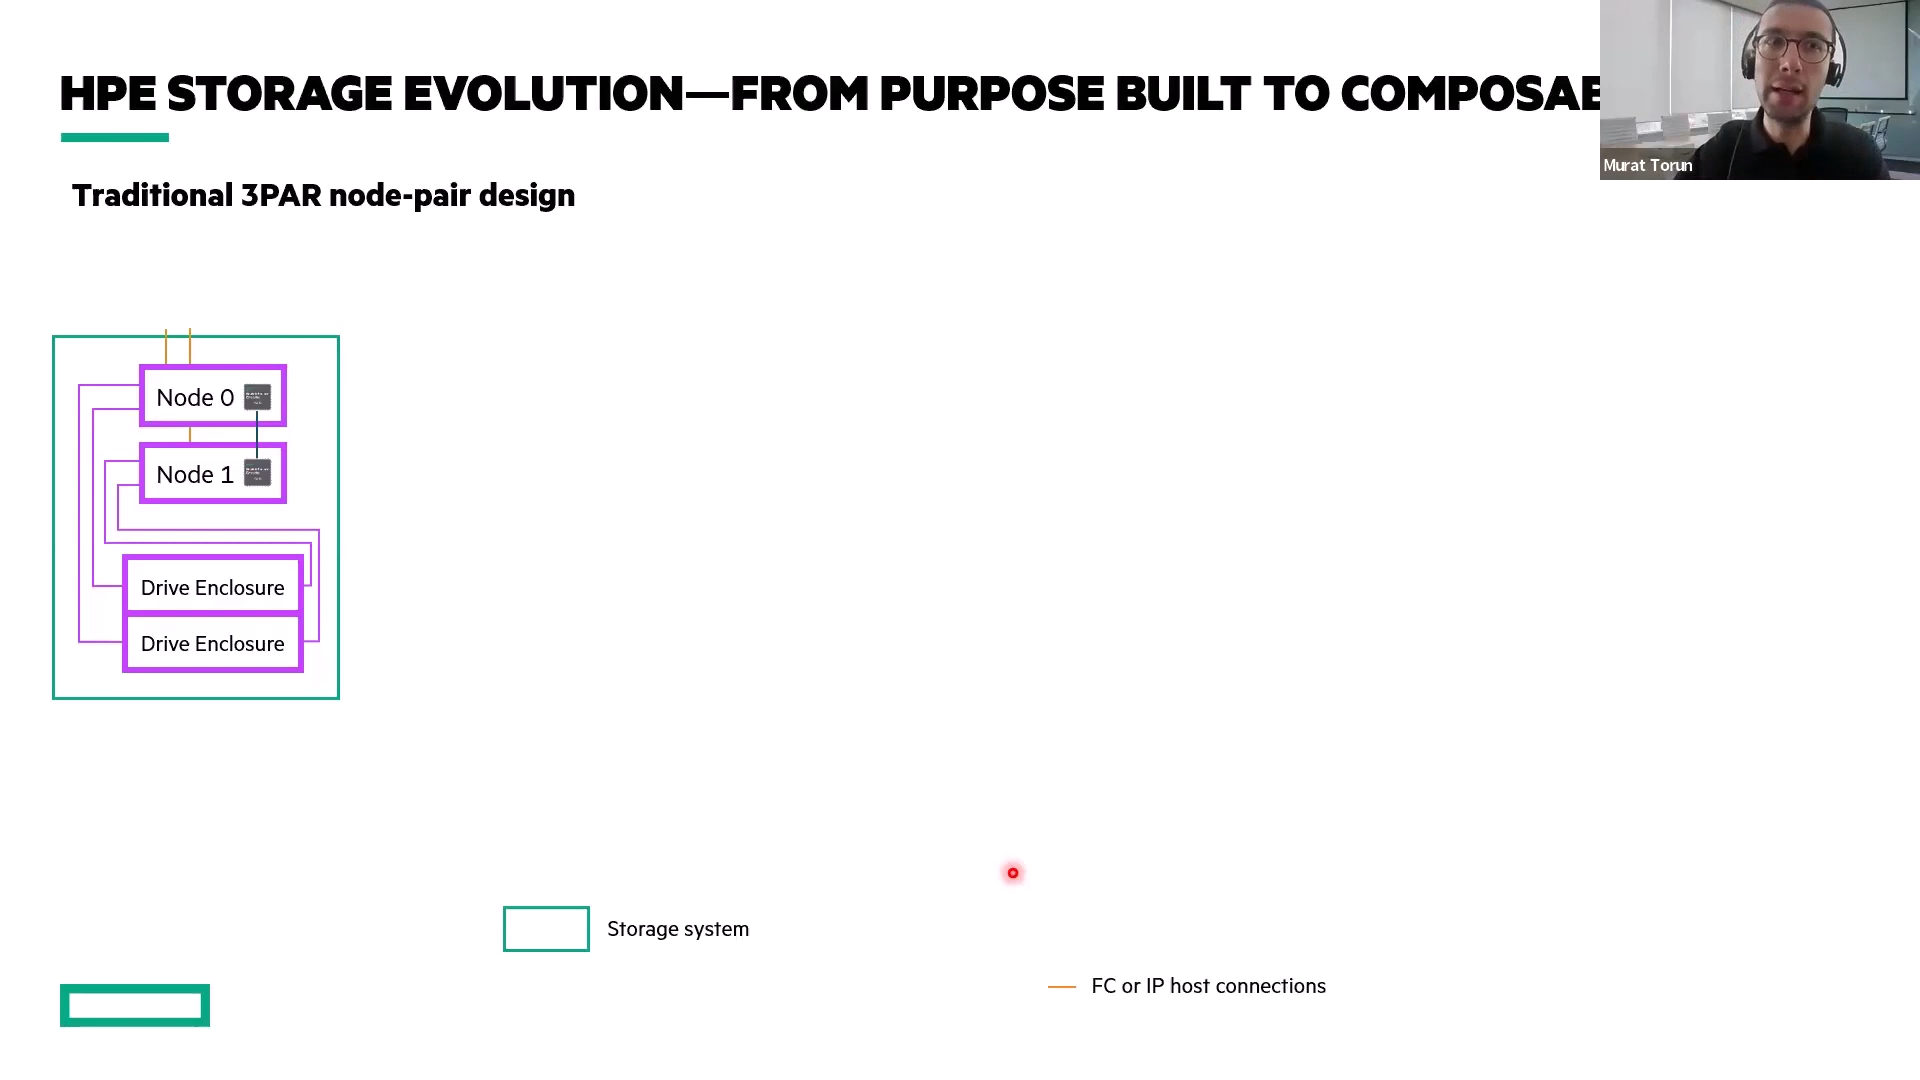 HPE STORAGE EVOLUTION—FROM PURPOSE BUILT TO COMPOSAB
Murat Torun
Traditional 3PAR node-pair design
Node 0
Node 1
Drive Enclosure
Drive Enclosure
Storage system
FC or IP host connections